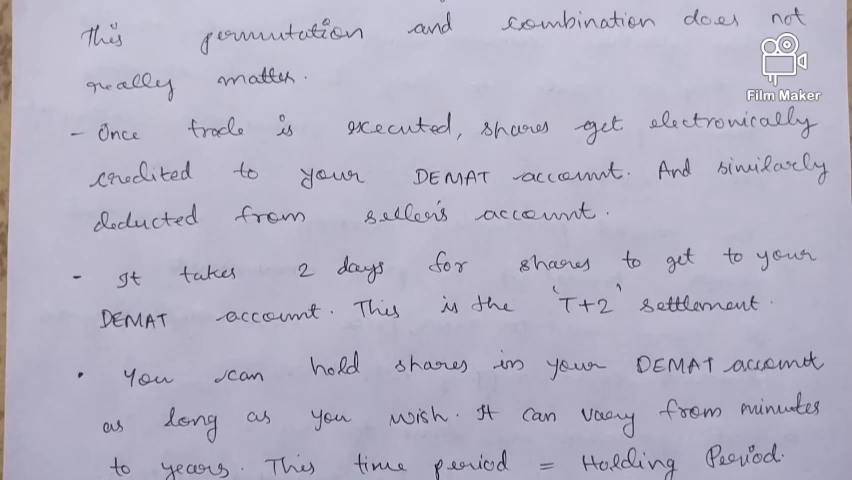 This permutation and combination does not
really matter.
Film Maker
- Once trade is executed, shares get electronically
credited to your DEMAT account. And similarly
deducted from seller's account.
- It takes 2 days for shares to get to your
DEMAT account. This is the 'T+2' settlement.
• You can hold shares in your DEMAT account
as long as you wish. It can vary from minutes
to years. This time period = Holding Period.